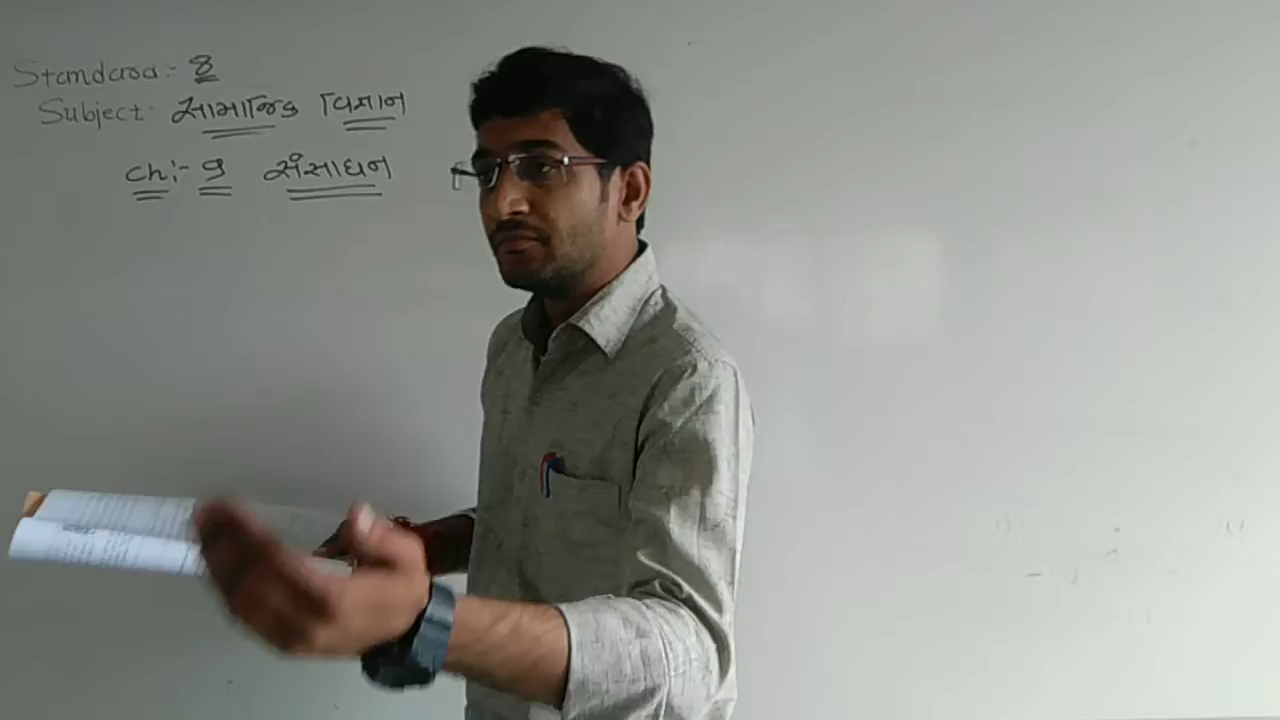 Standard:- 8
Subject:- સામાજિક વિજ્ઞાન
ch:- 9 સંસાધન